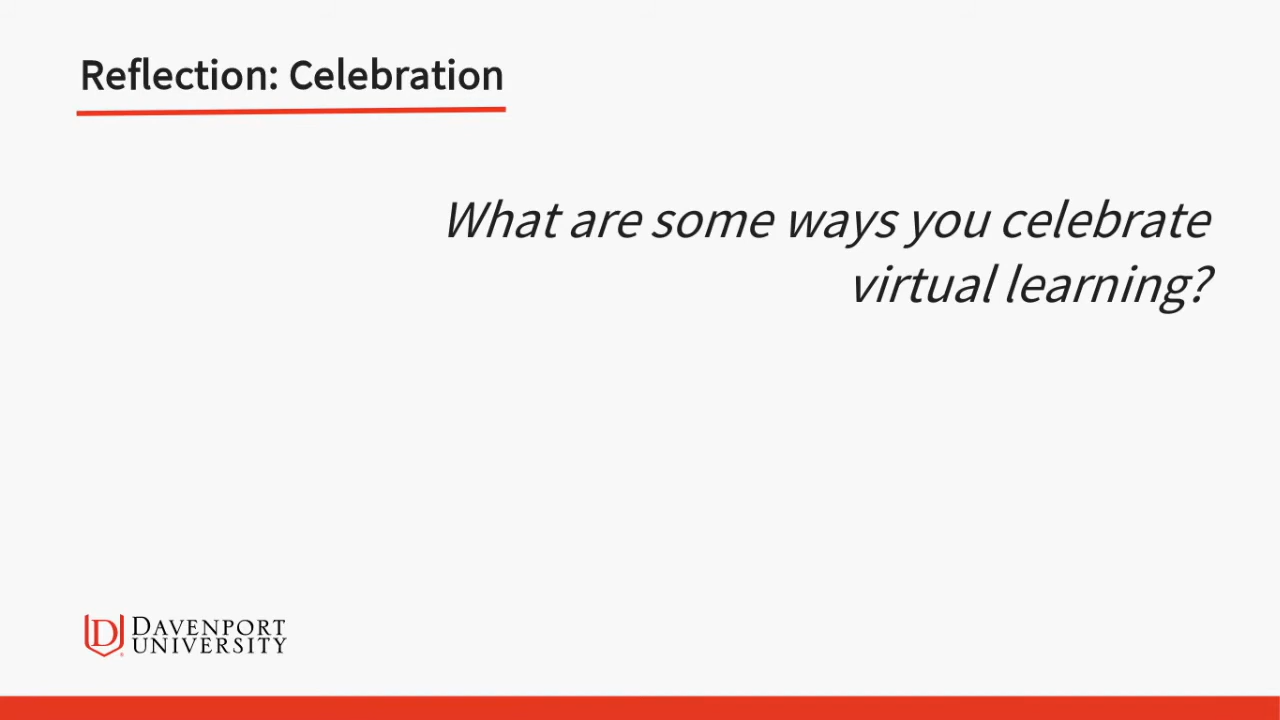 Reflection: Celebration
What are some ways you celebrate
virtual learning?
DAVENPORT
UNIVERSITY